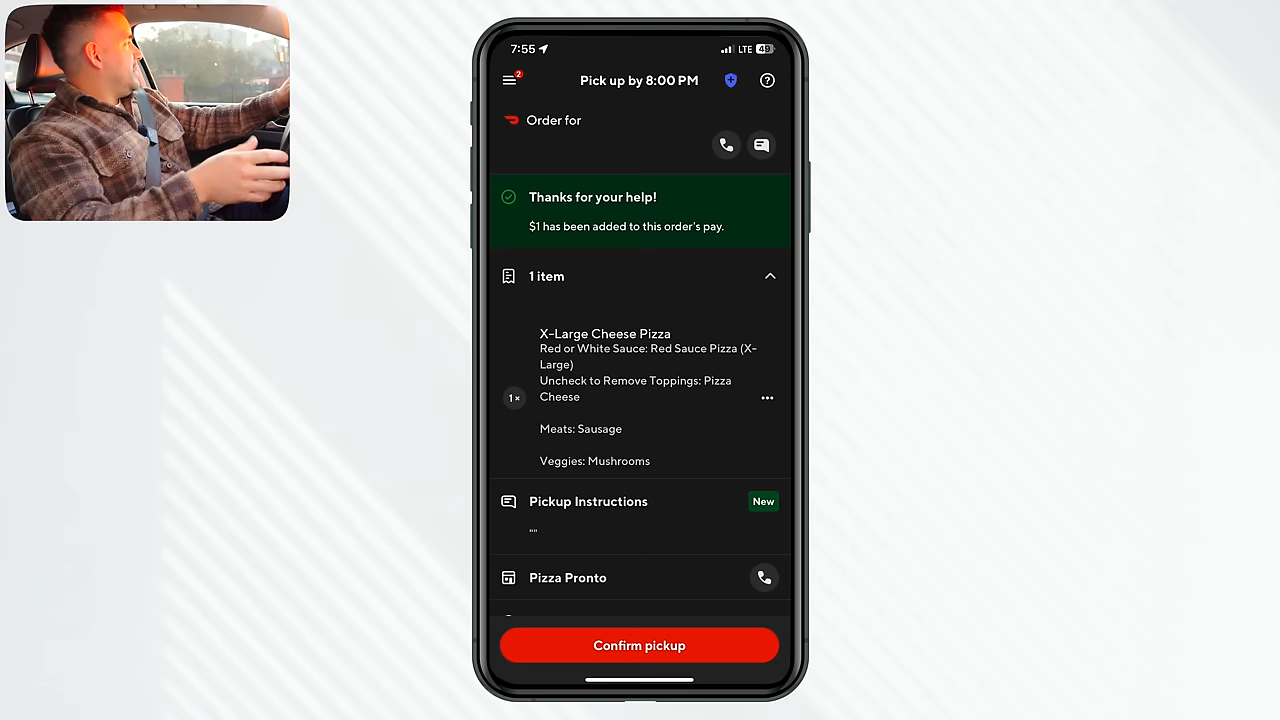 7:55
LTE 49
2
Pick up by 8:00 PM
Order for
Thanks for your help!
$1 has been added to this order's pay.
1 item
X-Large Cheese Pizza
Red or White Sauce: Red Sauce Pizza (X-
Large)
Uncheck to Remove Toppings: Pizza
Cheese
1×
Meats: Sausage
Veggies: Mushrooms
Pickup Instructions
New
""
Pizza Pronto
Confirm pickup